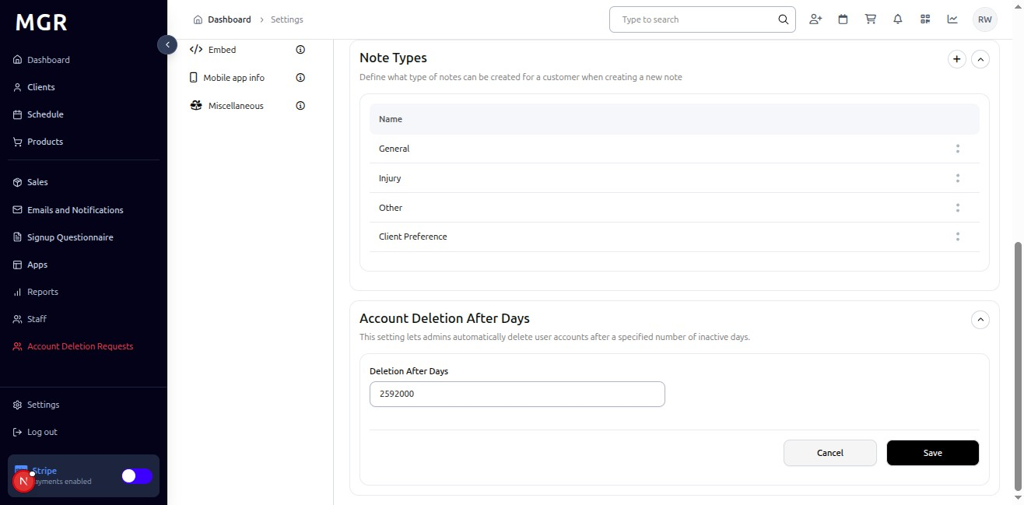 MGR
Dashboard
Clients
Schedule
Products
Sales
Emails and Notifications
Signup Questionnaire
Apps
Reports
Staff
Account Deletion Requests
Settings
Log out
Stripe
ayments enabled
N
Dashboard > Settings
Type to search
RW
Embed
Mobile app info
Miscellaneous
Note Types
Define what type of notes can be created for a customer when creating a new note
Name
General
Injury
Other
Client Preference
Account Deletion After Days
This setting lets admins automatically delete user accounts after a specified number of inactive days.
Deletion After Days
2592000
Cancel
Save